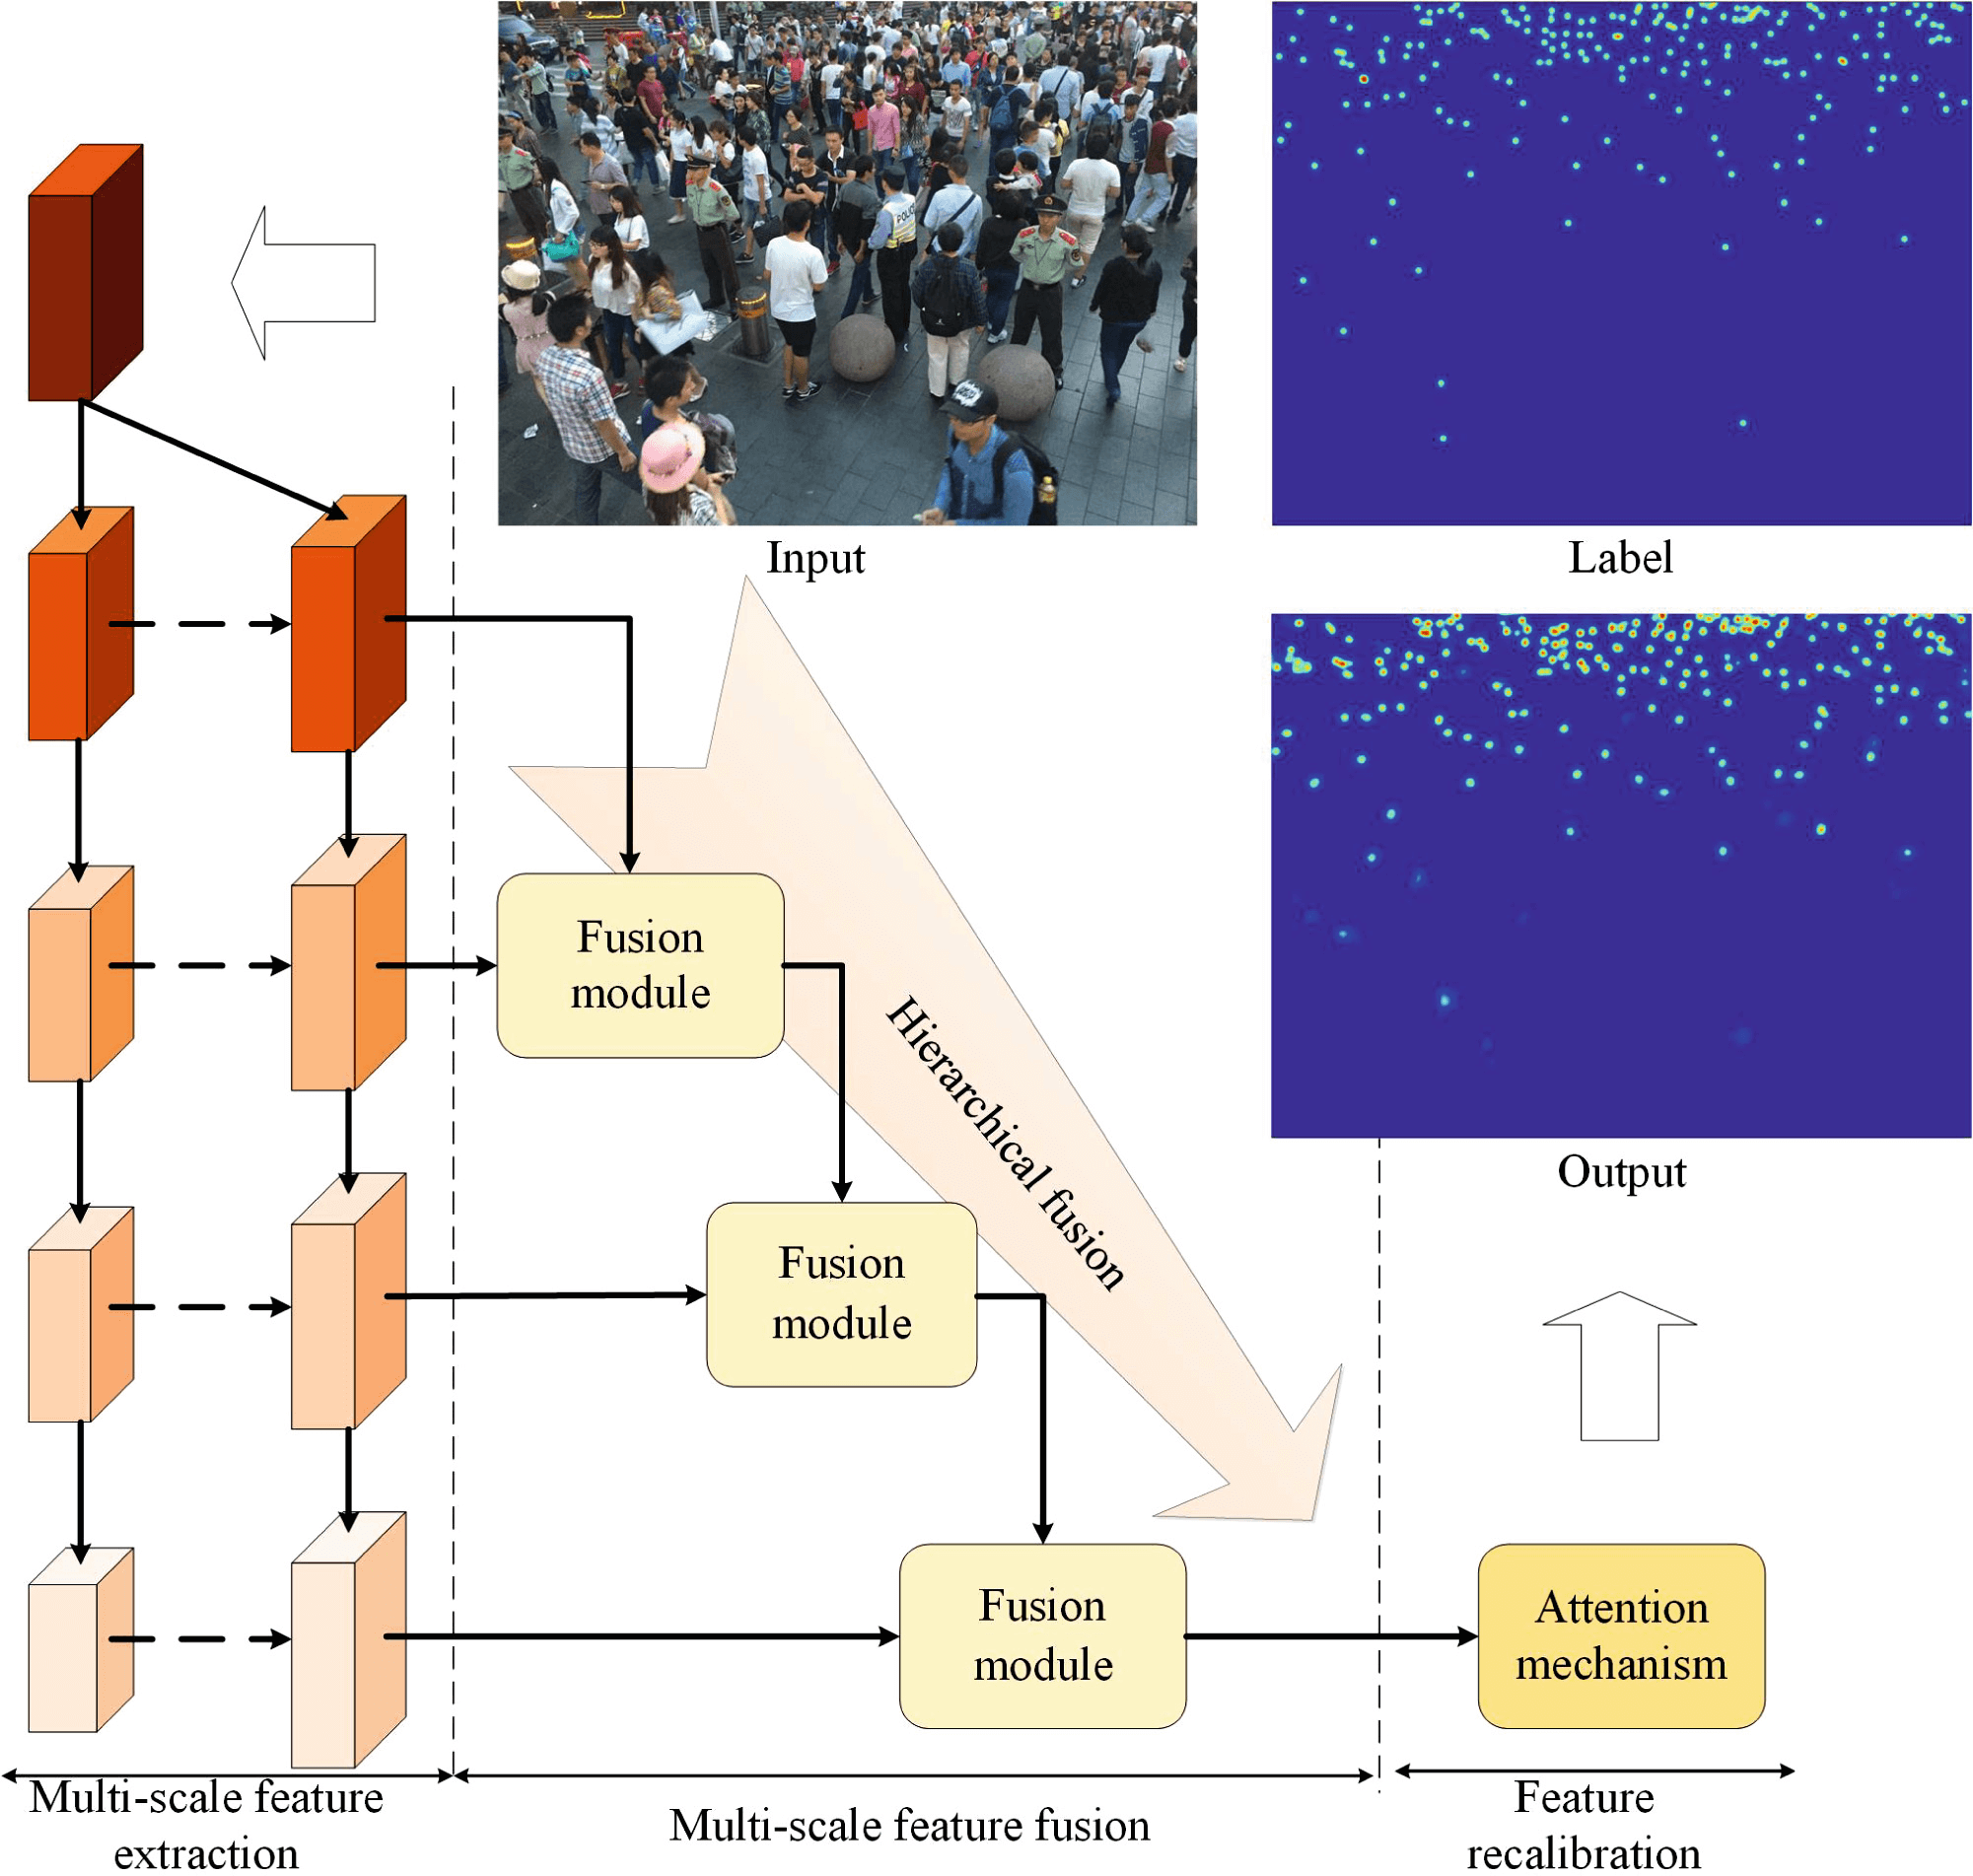 POLICE
Input
Label
Output
Hierarchical fusion
Fusion
module
Fusion
module
Fusion
module
Attention
mechanism
Multi-scale feature
extraction
Multi-scale feature fusion
Feature
recalibration